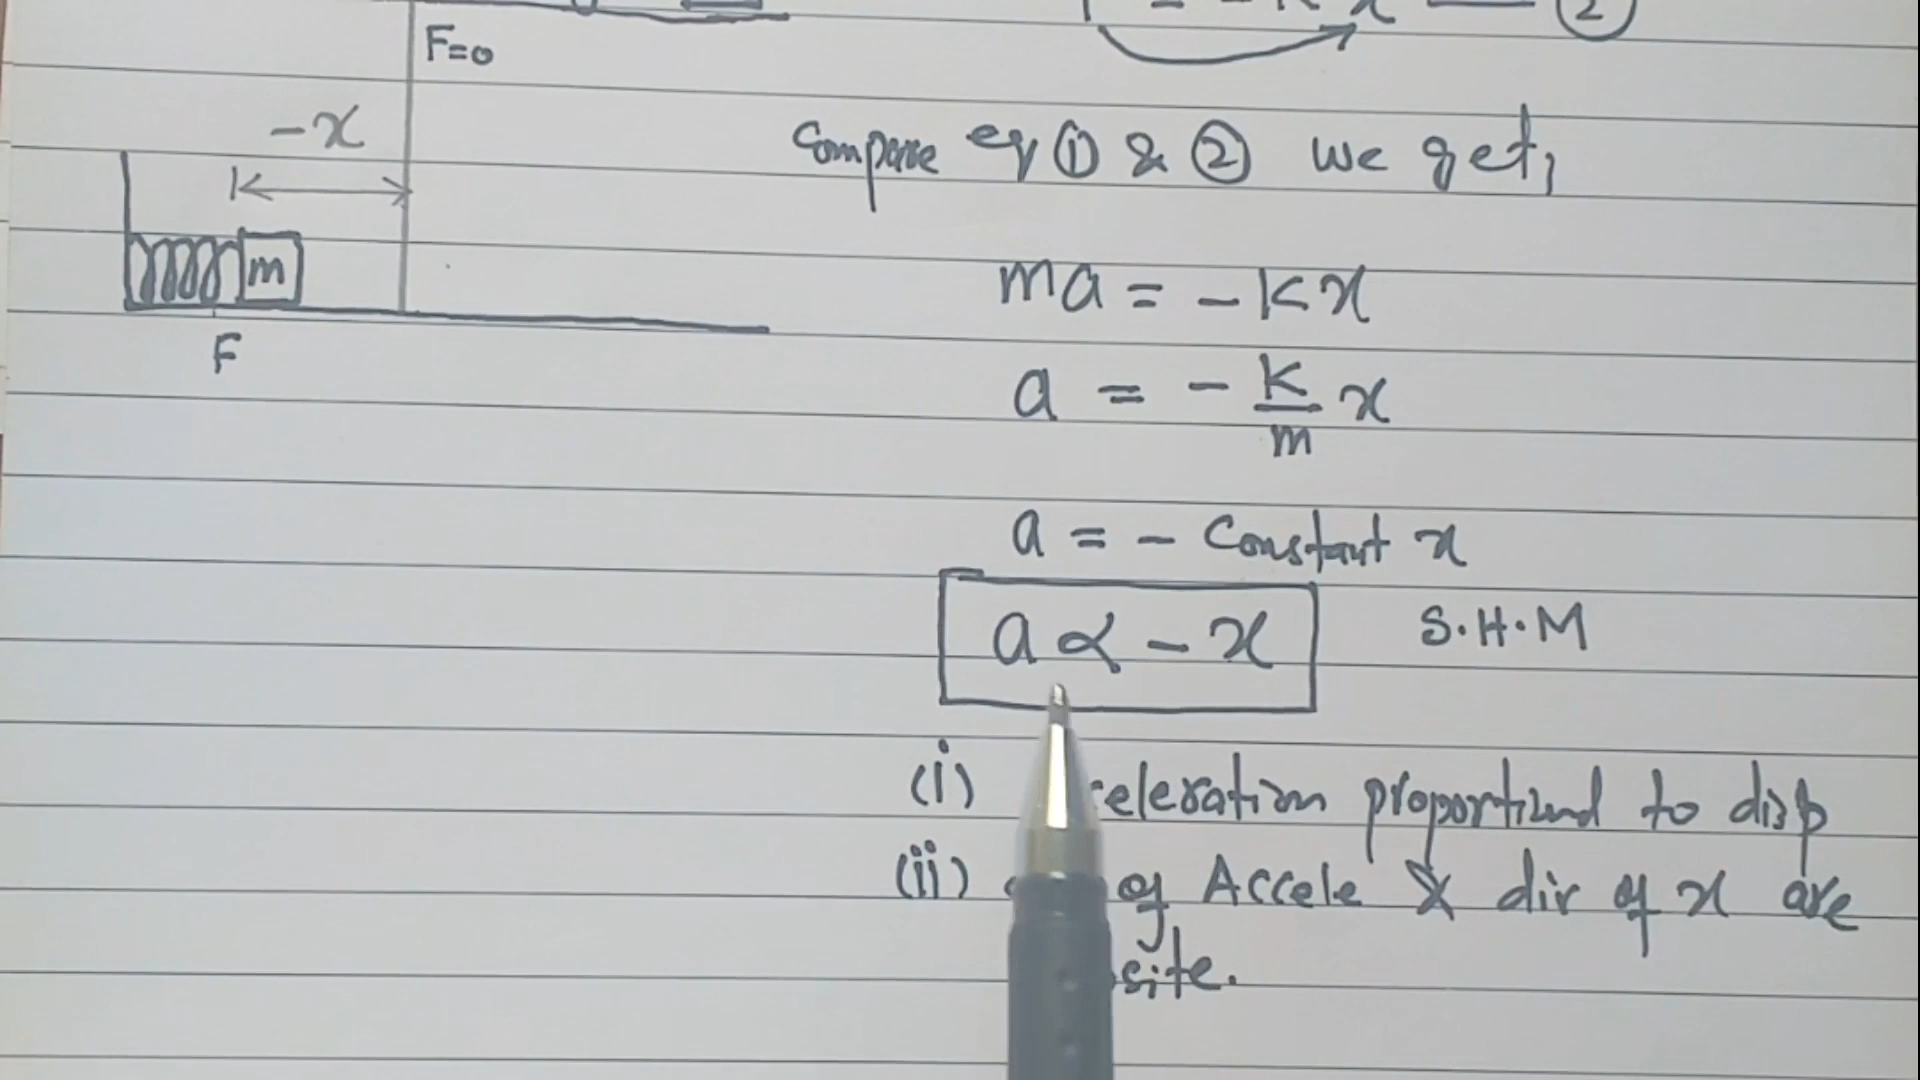 = - K x — ②
F=0
-x
m
F
Compare eq ① & ② we get,
ma = - Kx
a = - K/m x
a = - Constant x
a ∝ - x
S.H.M
(i) celeration proportional to disp
(ii) of Accele & dir of x are
site.